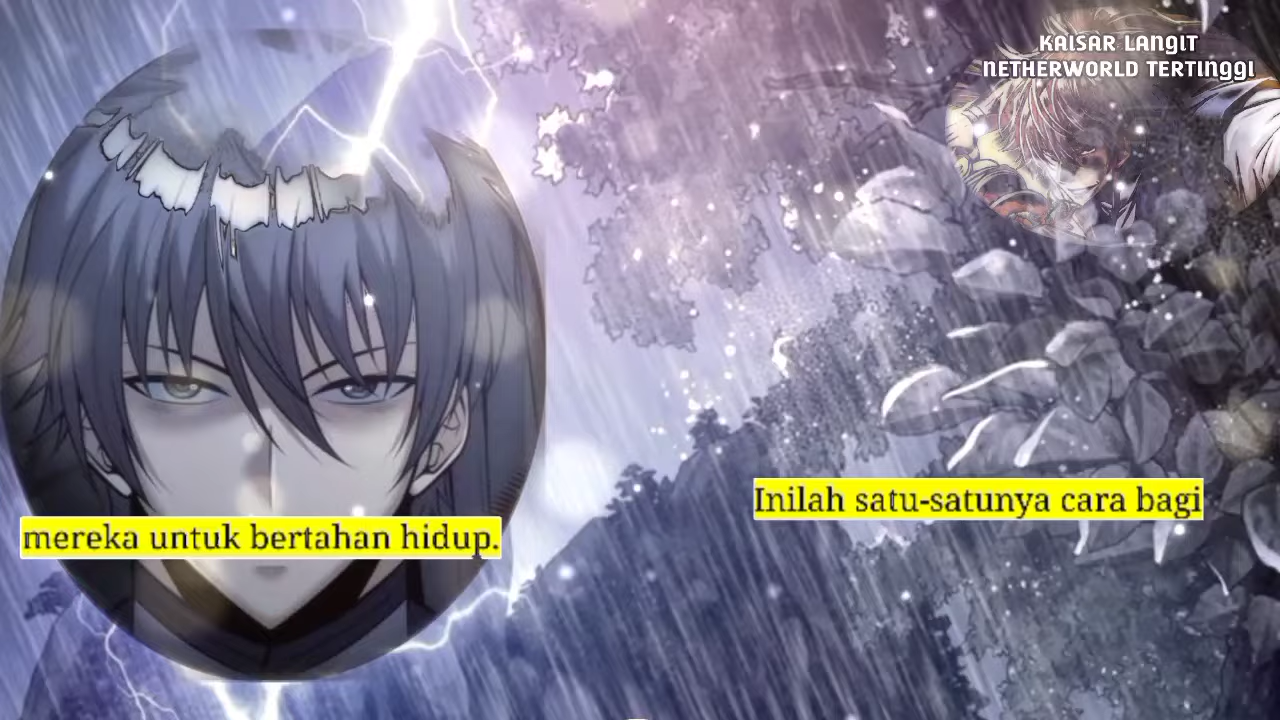 KAISAR LANGIT
NETHERWORLD TERTINGGI
Inilah satu-satunya cara bagi
mereka untuk bertahan hidup.